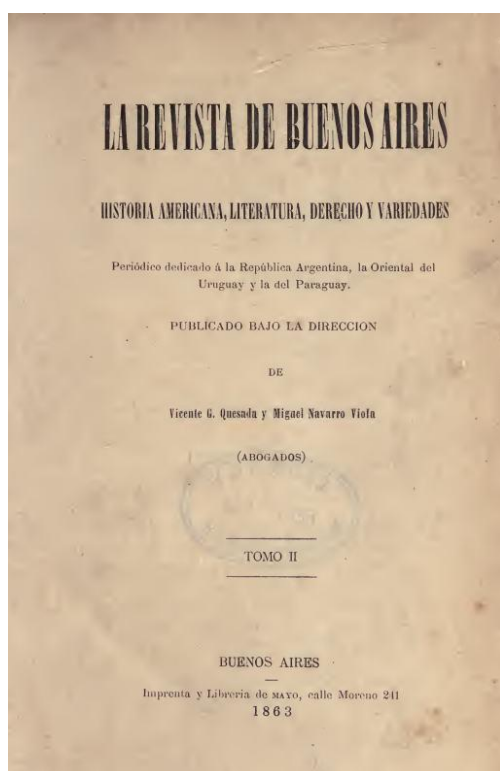 LA REVISTA DE BUENOS AIRES
HISTORIA AMERICANA, LITERATURA, DERECHO Y VARIEDADES
Periódico dedicado á la República Argentina, la Oriental del
Uruguay y la del Paraguay.
PUBLICADO BAJO LA DIRECCION
DE
Vicente G. Quesada y Miguel Navarro Viola
(ABOGADOS)
TOMO II
BUENOS AIRES
Imprenta y Librería de MAYO, calle Moreno 241
1863